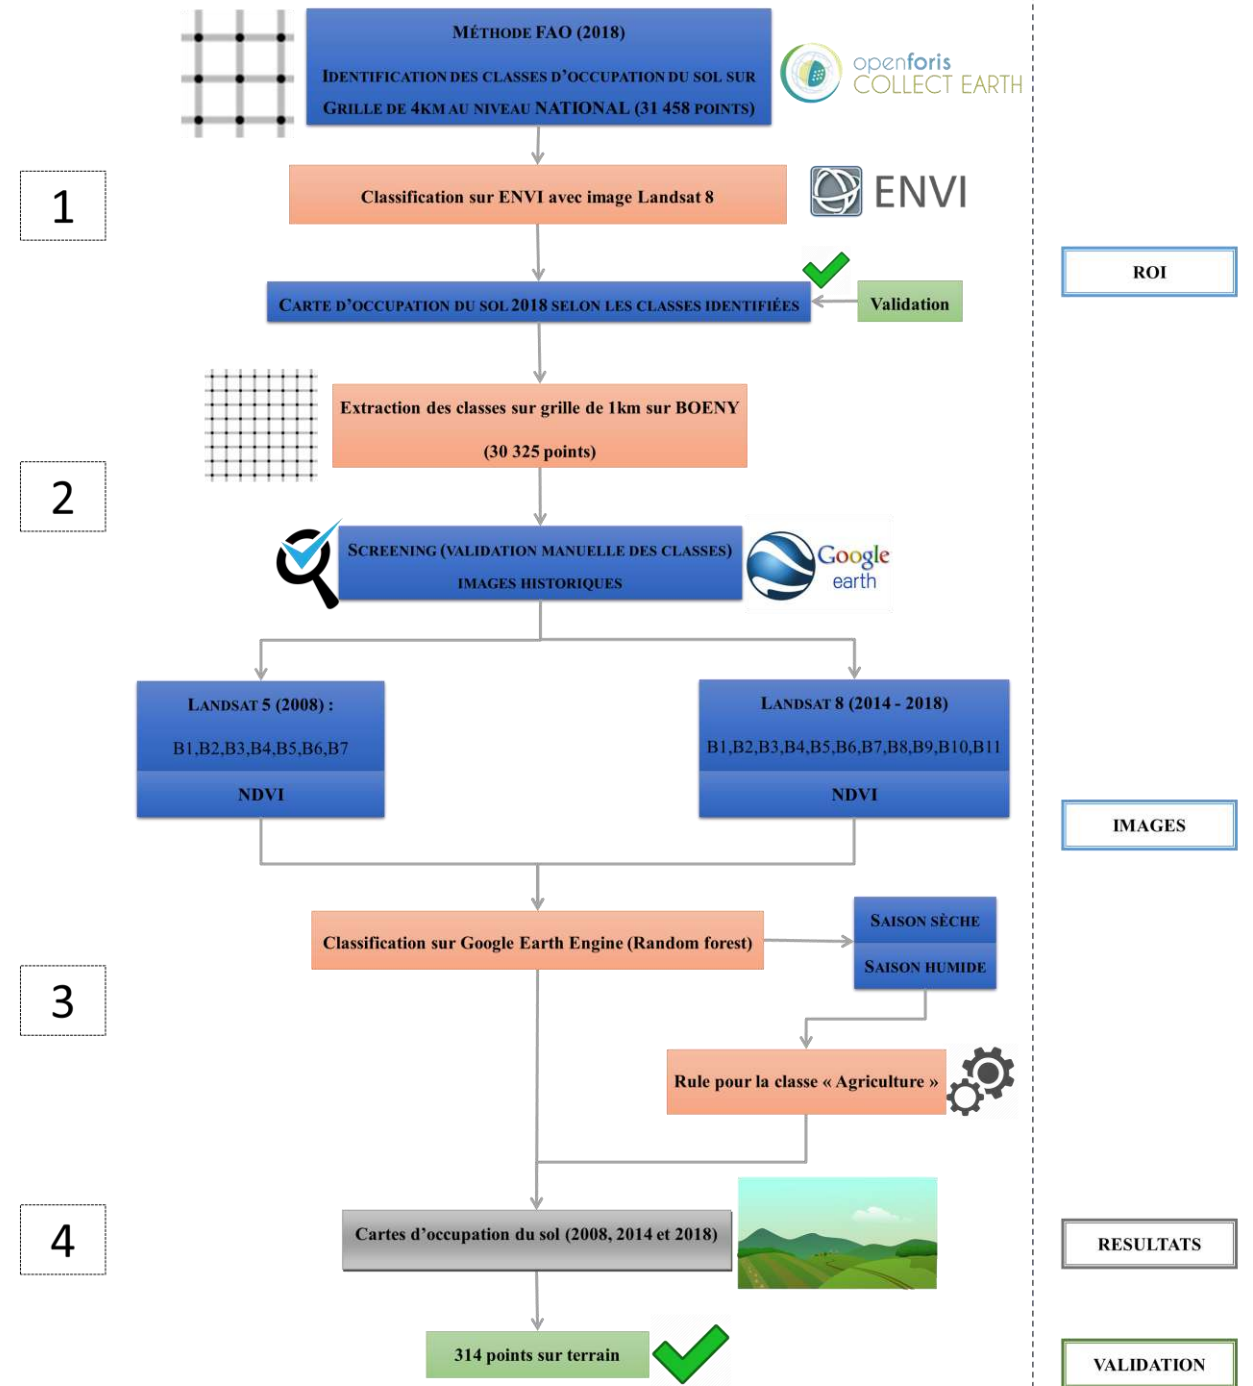 MÉTHODE FAO (2018)
IDENTIFICATION DES CLASSES D'OCCUPATION DU SOL SUR
GRILLE DE 4KM AU NIVEAU NATIONAL (31 458 POINTS)
openforis
COLLECT EARTH
1
Classification sur ENVI avec image Landsat 8
ENVI
ROI
CARTE D'OCCUPATION DU SOL 2018 SELON LES CLASSES IDENTIFIÉES
Validation
Extraction des classes sur grille de 1km sur BOENY
(30 325 points)
2
SCREENING (VALIDATION MANUELLE DES CLASSES)
IMAGES HISTORIQUES
Google
earth
LANDSAT 5 (2008) :
B1,B2,B3,B4,B5,B6,B7
NDVI
LANDSAT 8 (2014 - 2018)
B1,B2,B3,B4,B5,B6,B7,B8,B9,B10,B11
NDVI
IMAGES
Classification sur Google Earth Engine (Random forest)
SAISON SÈCHE
SAISON HUMIDE
3
Rule pour la classe « Agriculture »
4
Cartes d'occupation du sol (2008, 2014 et 2018)
RESULTATS
314 points sur terrain
VALIDATION